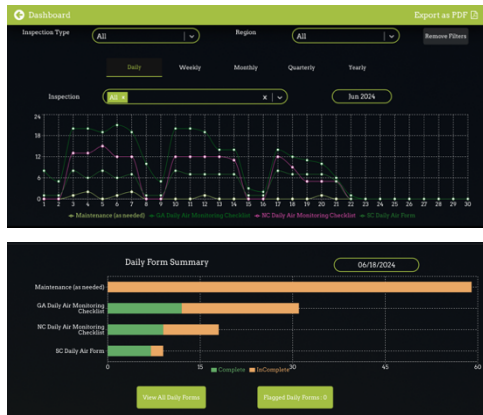 Dashboard
Export as PDF
Inspection Type
All
Region
All
Remove Filters
Daily
Weekly
Monthly
Quarterly
Yearly
Inspection
All x
x
Jun 2024
24
18
12
6
0
1 2 3 4 5 6 7 8 9 10 11 12 13 14 15 16 17 18 19 20 21 22 23 24 25 26 27 28 29 30
Maintenance (as needed) GA Daily Air Monitoring Checklist NC Daily Air Monitoring Checklist SC Daily Air Form
Daily Form Summary
06/18/2024
Maintenance (as needed)
GA Daily Air Monitoring
Checklist
NC Daily Air Monitoring
Checklist
SC Daily Air Form
0 15 30 45 60
Complete InComplete
View All Daily Forms
Flagged Daily Forms : 0